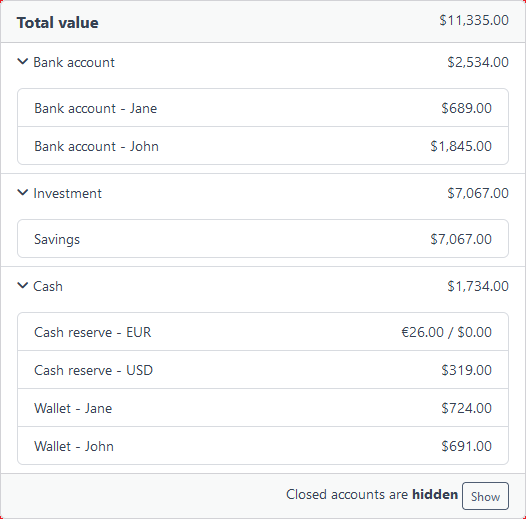 Total value $11,335.00
Bank account $2,534.00
Bank account - Jane $689.00
Bank account - John $1,845.00
Investment $7,067.00
Savings $7,067.00
Cash $1,734.00
Cash reserve - EUR €26.00 / $0.00
Cash reserve - USD $319.00
Wallet - Jane $724.00
Wallet - John $691.00
Closed accounts are hidden Show